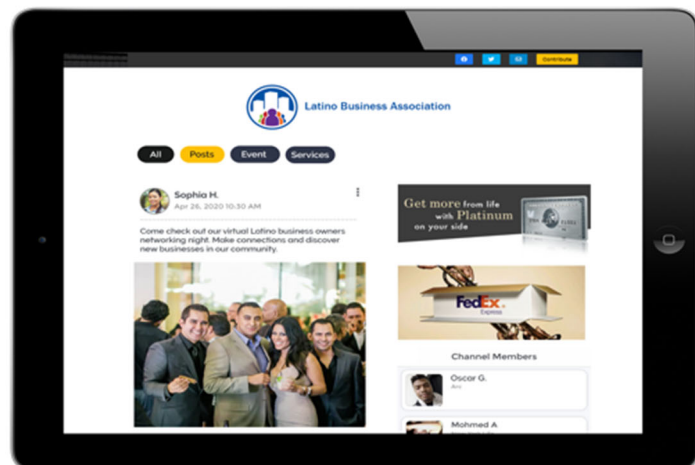 Contribute
Latino Business Association
All
Posts
Event
Services
Sophia H.
Apr 26, 2020 10:30 AM
Come check out our virtual Latino business owners
networking night. Make connections and discover
new businesses in our community.
Get more from life
with Platinum
on your side
FedEx
Express
Channel Members
Oscar G.
Mohmed A